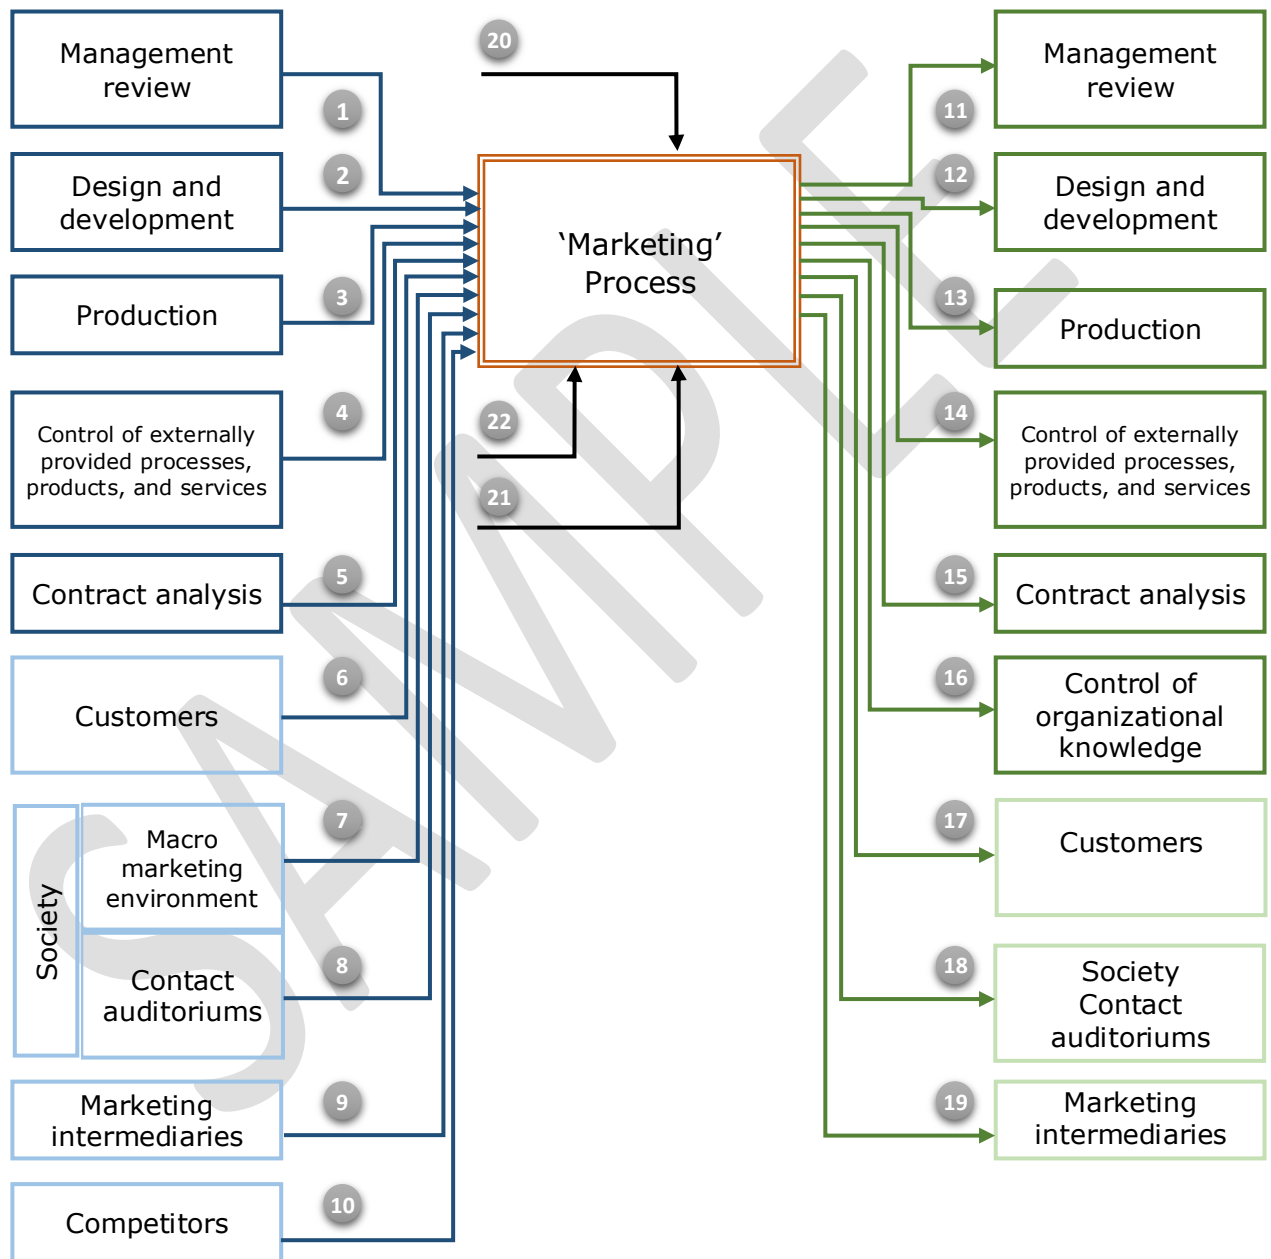 Management
review
1
Design and
development
2
Production
3
Control of externally
provided processes,
products, and services
4
Contract analysis
5
Customers
6
Society
Macro
marketing
environment
7
Contact
auditoriums
8
Marketing
intermediaries
9
Competitors
10
20
‘Marketing’
Process
22
21
11
Management
review
12
Design and
development
13
Production
14
Control of externally
provided processes,
products, and services
15
Contract analysis
16
Control of
organizational
knowledge
17
Customers
18
Society
Contact
auditoriums
19
Marketing
intermediaries
SAMPLE